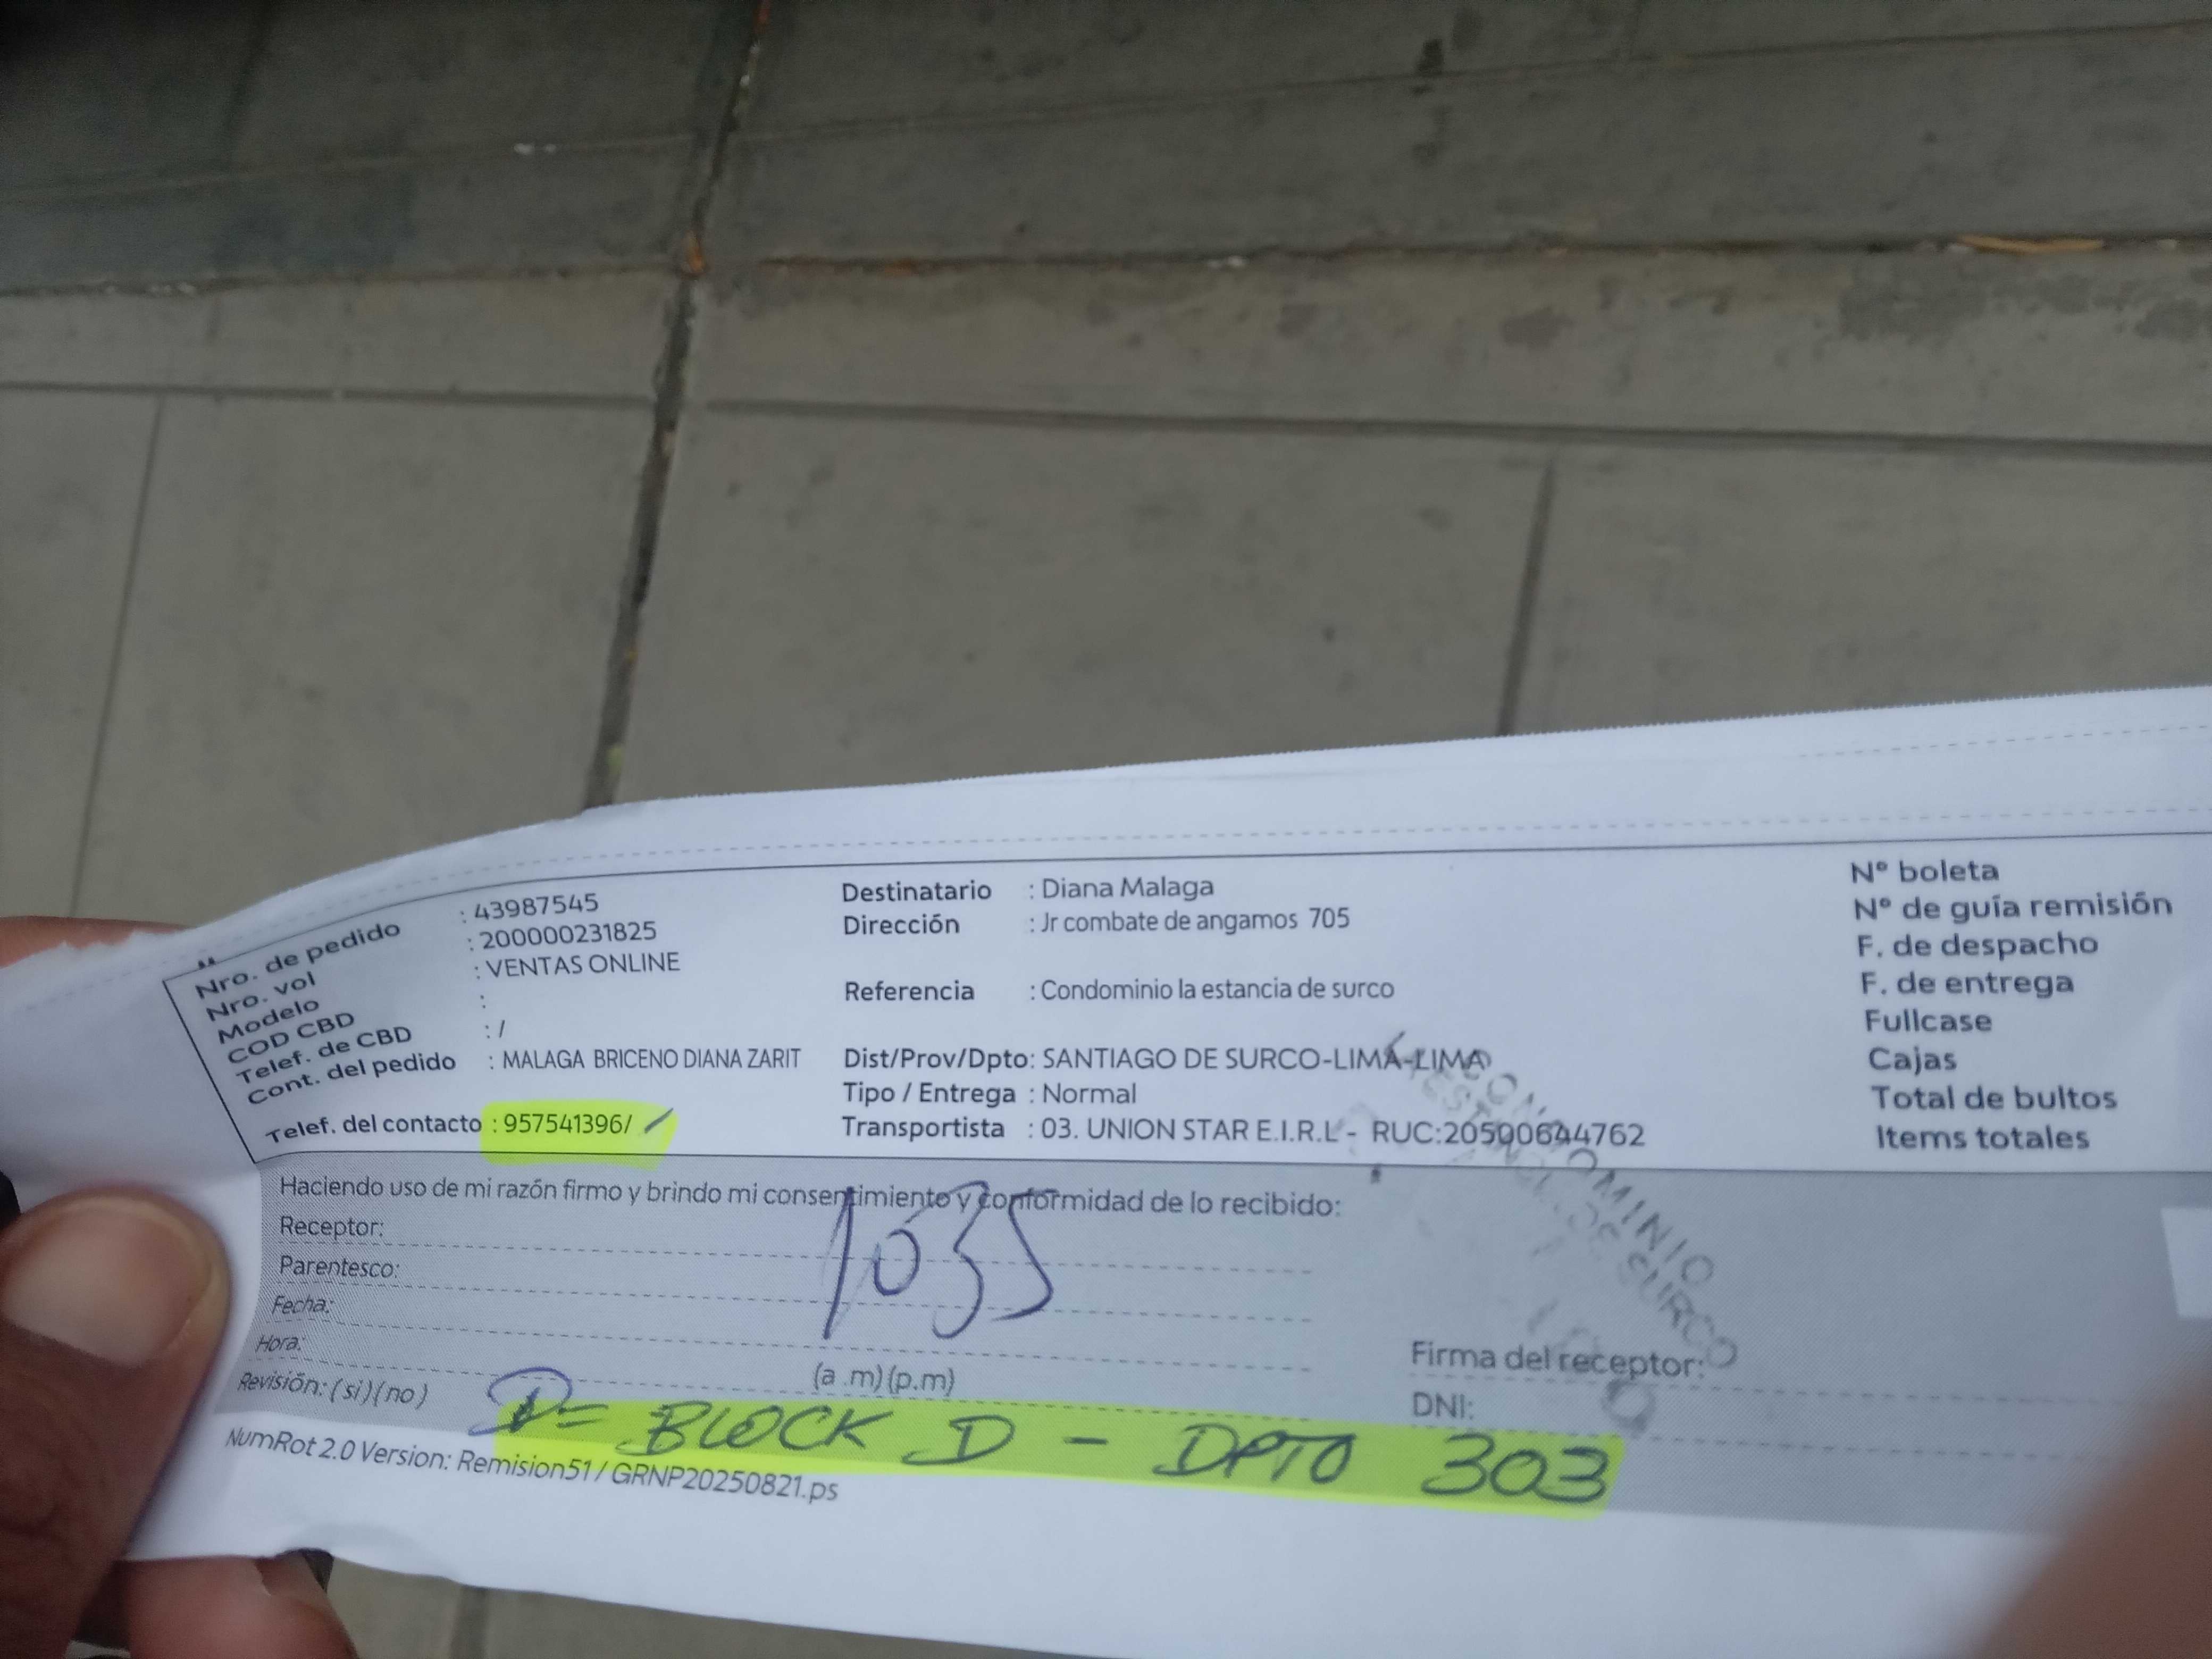 Nro. de pedido : 43987545
Nro. vol : 200000231825
Modelo : VENTAS ONLINE
COD CBD :
Telef. de CBD : /
Cont. del pedido : MALAGA BRICENO DIANA ZARIT
Telef. del contacto : 957541396/
Destinatario : Diana Malaga
Dirección : Jr combate de angamos 705
Referencia : Condominio la estancia de surco
Dist/Prov/Dpto: SANTIAGO DE SURCO-LIMA-LIMA
Tipo / Entrega : Normal
Transportista : 03. UNION STAR E.I.R.L - RUC:20500644762
Nº boleta
Nº de guía remisión
F. de despacho
F. de entrega
Fullcase
Cajas
Total de bultos
Items totales
Haciendo uso de mi razón firmo y brindo mi consentimiento y conformidad de lo recibido:
Receptor:
Parentesco:
Fecha:
Hora: (a .m) (p.m)
Revisión: ( si ) ( no )
1035
Firma del receptor:
DNI:
CONDOMINIO
ESTANCIA DE SURCO
D= BLOCK D - DPTO 303
NumRot 2.0 Version: Remision51 / GRNP20250821.ps